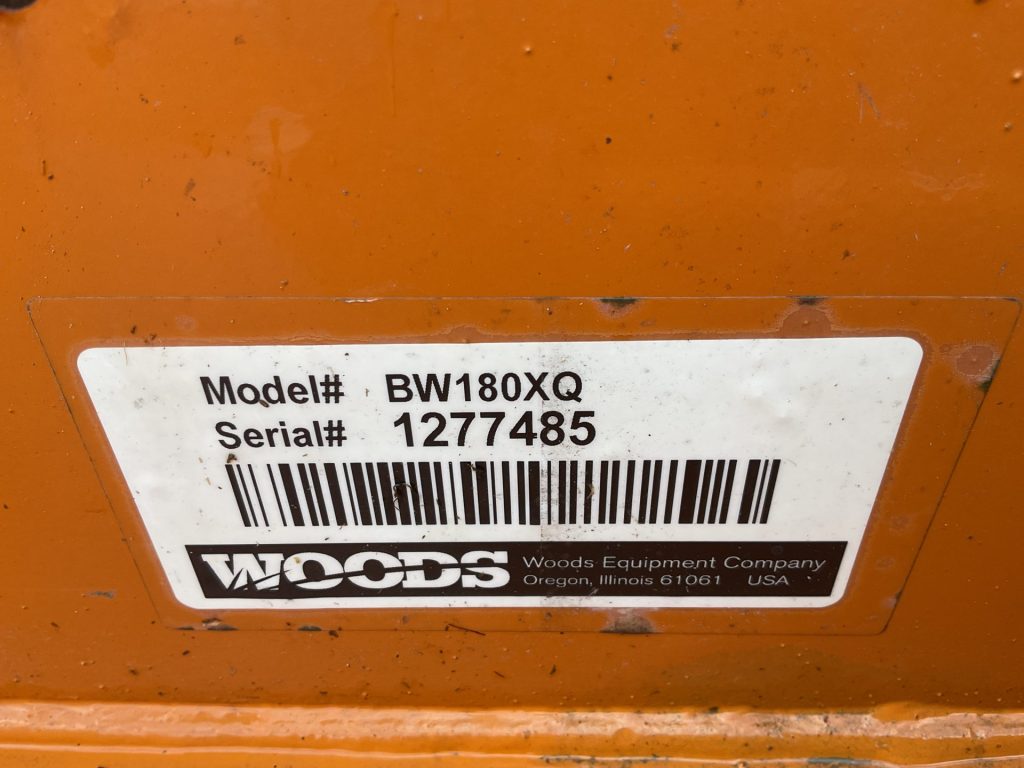 Model# BW180XQ
Serial# 1277485
WOODS
Woods Equipment Company
Oregon, Illinois 61061 USA